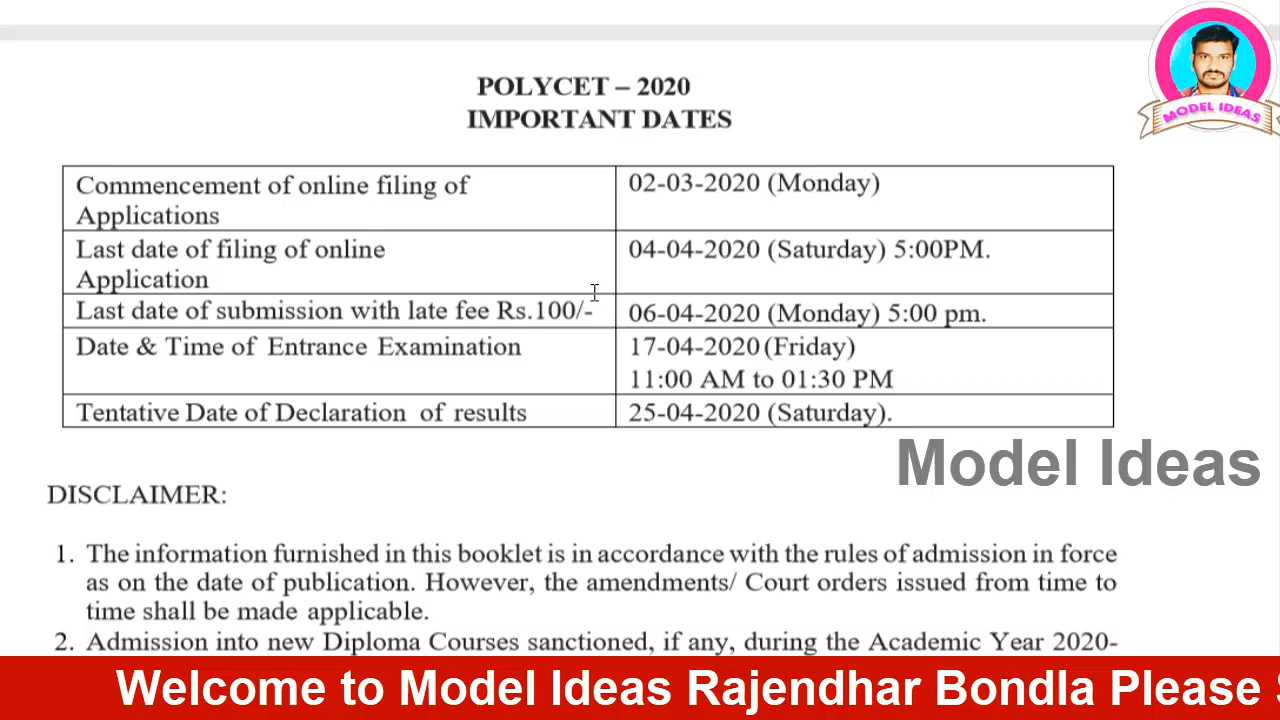 POLYCET – 2020
IMPORTANT DATES
MODEL IDEAS
Commencement of online filing of
Applications
02-03-2020 (Monday)
Last date of filing of online
Application
04-04-2020 (Saturday) 5:00PM.
Last date of submission with late fee Rs.100/-
06-04-2020 (Monday) 5:00 pm.
Date & Time of Entrance Examination
17-04-2020 (Friday)
11:00 AM to 01:30 PM
Tentative Date of Declaration of results
25-04-2020 (Saturday).
Model Ideas
DISCLAIMER:
1. The information furnished in this booklet is in accordance with the rules of admission in force
as on the date of publication. However, the amendments/ Court orders issued from time to
time shall be made applicable.
2. Admission into new Diploma Courses sanctioned, if any, during the Academic Year 2020-
Welcome to Model Ideas Rajendhar Bondla Please